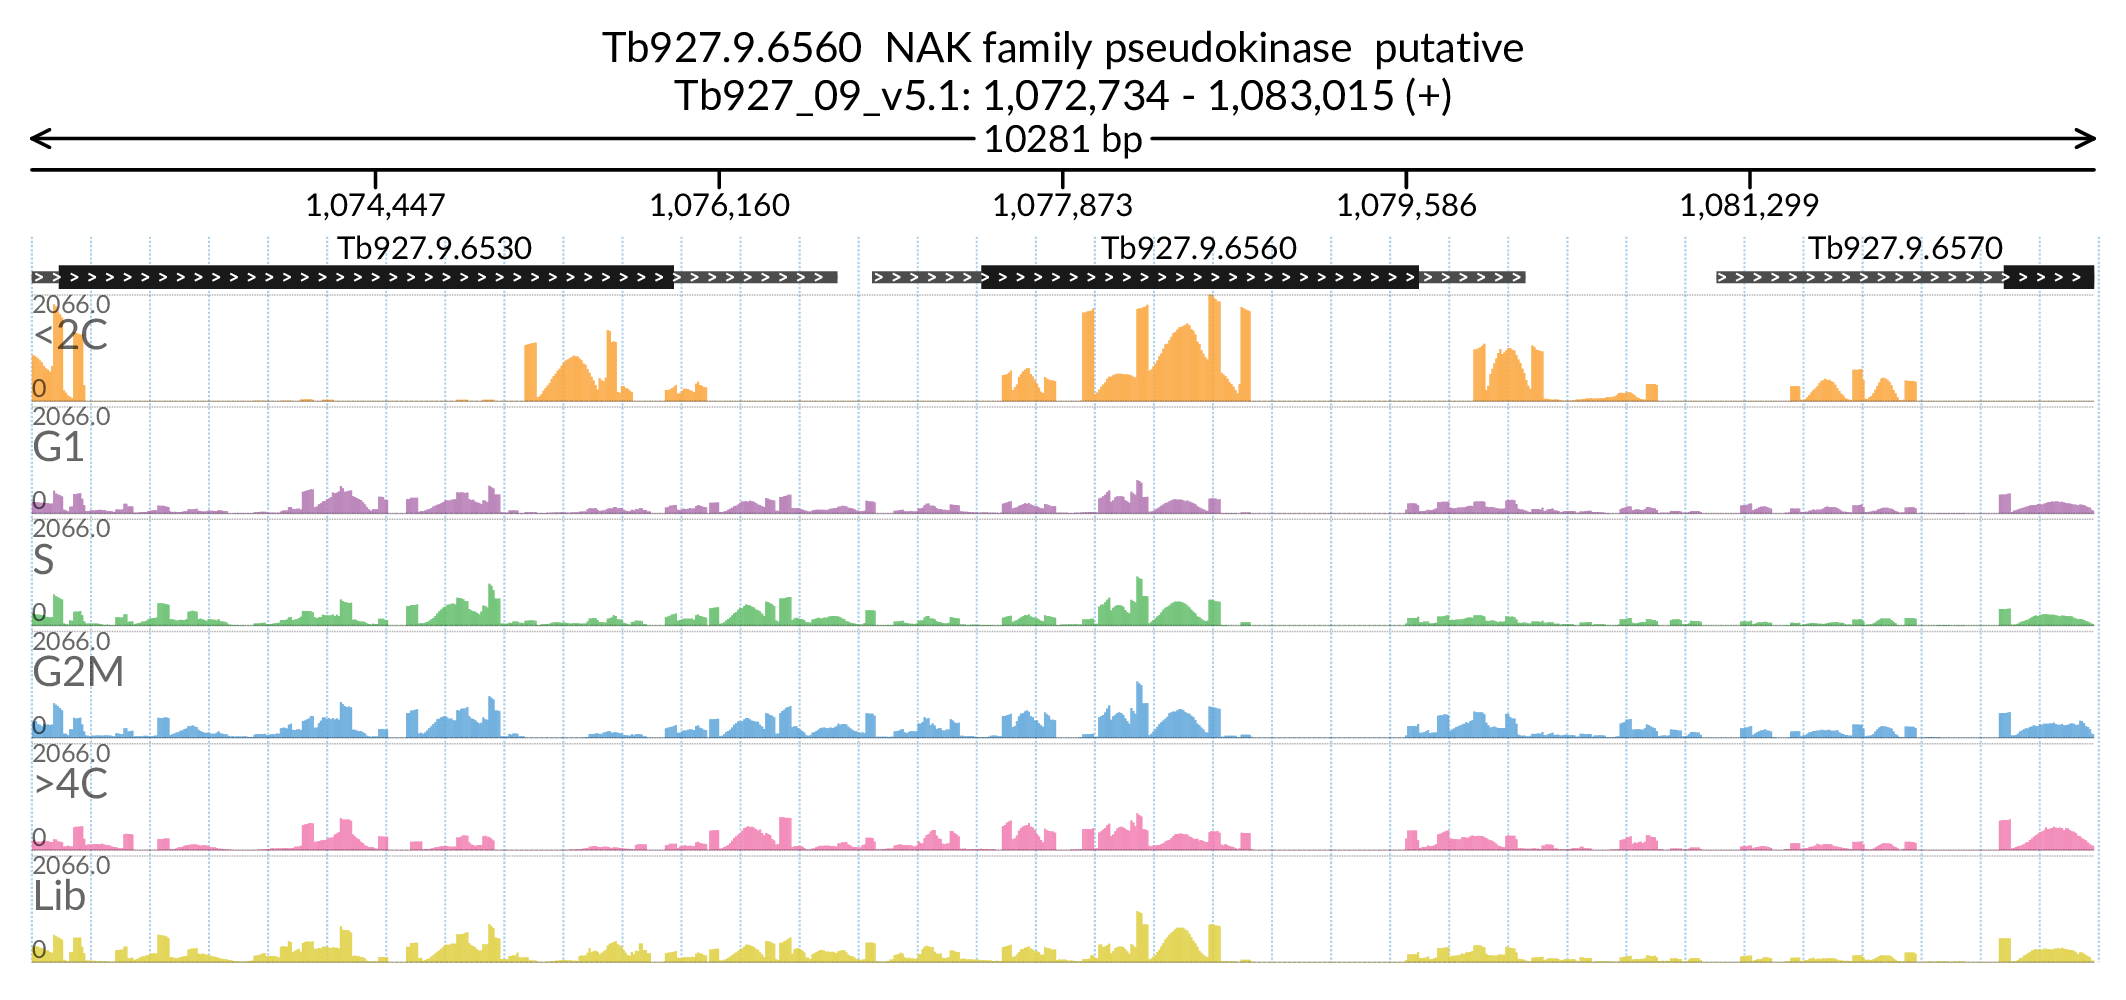 Tb927.9.6560 NAK family pseudokinase putative
Tb927_09_v5.1: 1,072,734 - 1,083,015 (+)
10281 bp
1,074,447 1,076,160 1,077,873 1,079,586 1,081,299
Tb927.9.6530 Tb927.9.6560 Tb927.9.6570
2066.0
<2C
0
2066.0
G1
0
2066.0
S
0
2066.0
G2M
0
2066.0
>4C
0
2066.0
Lib
0